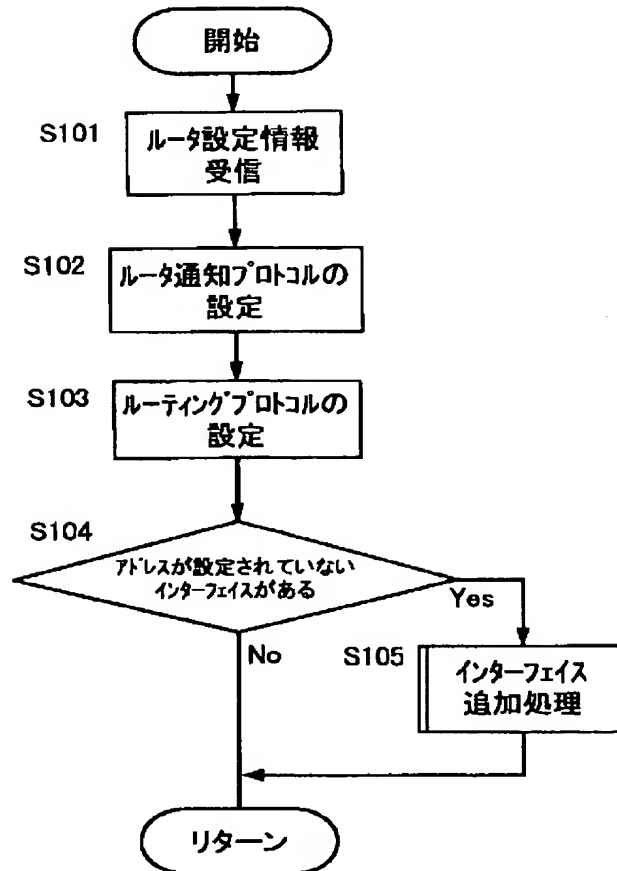 開始
S101
ルータ設定情報
受信
S102
ルータ通知プロトコルの
設定
S103
ルーティングプロトコルの
設定
S104
アドレスが設定されていない
インターフェイスがある
Yes
No
S105
インターフェイス
追加処理
リターン